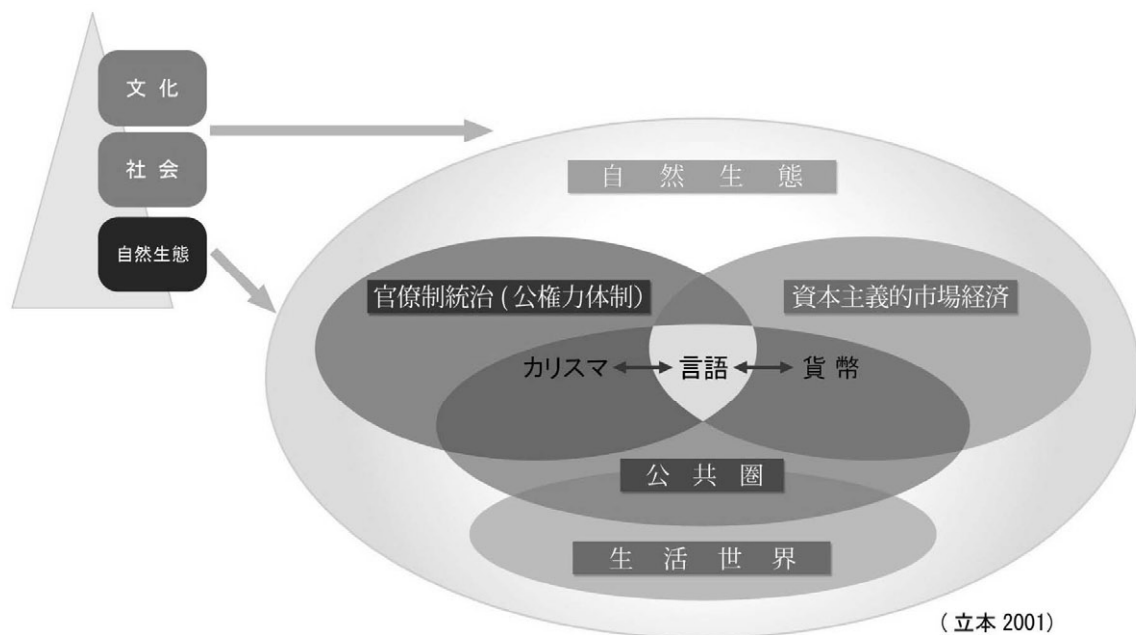 文化
社会
自然生態
自然生態
官僚制統治(公権力体制)
資本主義的市場経済
カリスマ
言語
貨幣
公共圏
生活世界
(立本 2001)